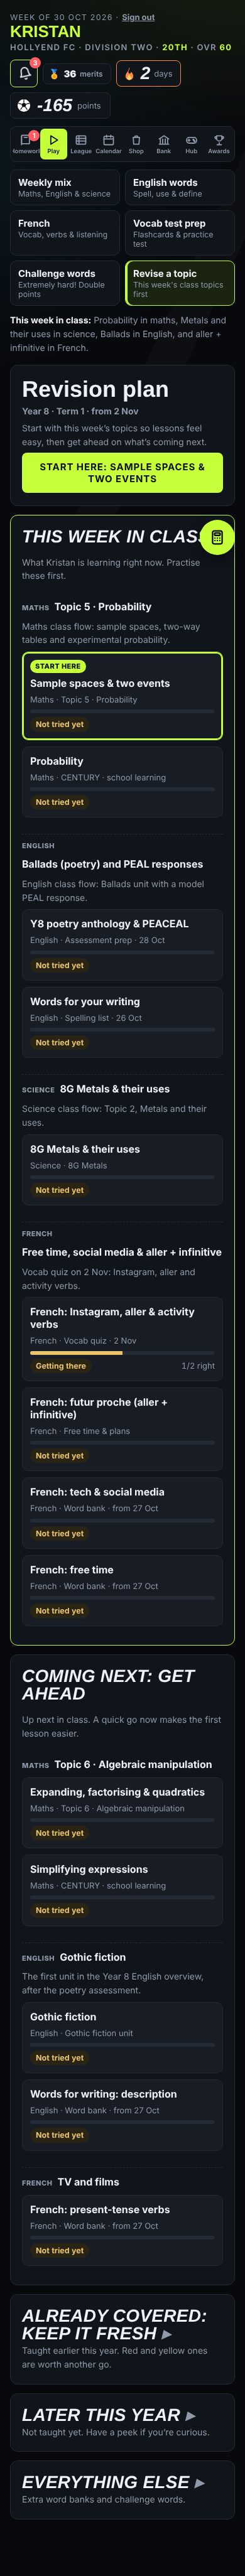 WEEK OF 30 OCT 2026 · Sign out
KRISTAN
HOLLYEND FC · DIVISION TWO · 20TH · OVR 60
3
36 merits
2 days
-165 points
1
Homework Play League Calendar Shop Bank Hub Awards
Weekly mix
Maths, English & science
English words
Spell, use & define
French
Vocab, verbs & listening
Vocab test prep
Flashcards & practice
test
Challenge words
Extremely hard! Double
points
Revise a topic
This week's class topics
first
This week in class: Probability in maths, Metals and
their uses in science, Ballads in English, and aller +
infinitive in French.
Revision plan
Year 8 · Term 1 · from 2 Nov
Start with this week's topics so lessons feel
easy, then get ahead on what's coming next.
START HERE: SAMPLE SPACES &
TWO EVENTS
THIS WEEK IN CLASS
What Kristan is learning right now. Practise
these first.
MATHS Topic 5 · Probability
Maths class flow: sample spaces, two-way
tables and experimental probability.
START HERE
Sample spaces & two events
Maths · Topic 5 · Probability
Not tried yet
Probability
Maths · CENTURY · school learning
Not tried yet
ENGLISH
Ballads (poetry) and PEAL responses
English class flow: Ballads unit with a model
PEAL response.
Y8 poetry anthology & PEACEAL
English · Assessment prep · 28 Oct
Not tried yet
Words for your writing
English · Spelling list · 26 Oct
Not tried yet
SCIENCE 8G Metals & their uses
Science class flow: Topic 2, Metals and their
uses.
8G Metals & their uses
Science · 8G Metals
Not tried yet
FRENCH
Free time, social media & aller + infinitive
Vocab quiz on 2 Nov: Instagram, aller and
activity verbs.
French: Instagram, aller & activity
verbs
French · Vocab quiz · 2 Nov
Getting there 1/2 right
French: futur proche (aller +
infinitive)
French · Free time & plans
Not tried yet
French: tech & social media
French · Word bank · from 27 Oct
Not tried yet
French: free time
French · Word bank · from 27 Oct
Not tried yet
COMING NEXT: GET
AHEAD
Up next in class. A quick go now makes the first
lesson easier.
MATHS Topic 6 · Algebraic manipulation
Expanding, factorising & quadratics
Maths · Topic 6 · Algebraic manipulation
Not tried yet
Simplifying expressions
Maths · CENTURY · school learning
Not tried yet
ENGLISH Gothic fiction
The first unit in the Year 8 English overview,
after the poetry assessment.
Gothic fiction
English · Gothic fiction unit
Not tried yet
Words for writing: description
English · Word bank · from 27 Oct
Not tried yet
FRENCH TV and films
French: present-tense verbs
French · Word bank · from 27 Oct
Not tried yet
ALREADY COVERED:
KEEP IT FRESH ▶
Taught earlier this year. Red and yellow ones
are worth another go.
LATER THIS YEAR ▶
Not taught yet. Have a peek if you're curious.
EVERYTHING ELSE ▶
Extra word banks and challenge words.